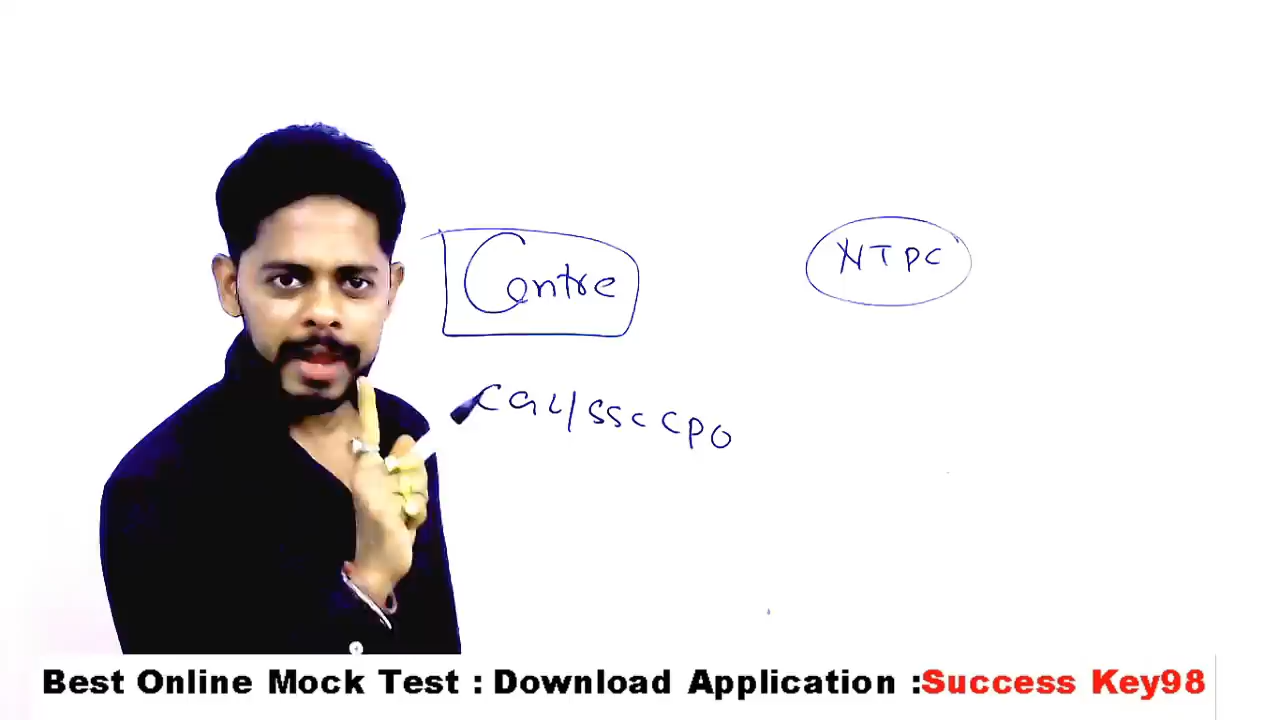 Centre
NTPC
CGL/SSC CPO
Best Online Mock Test : Download Application :Success Key98